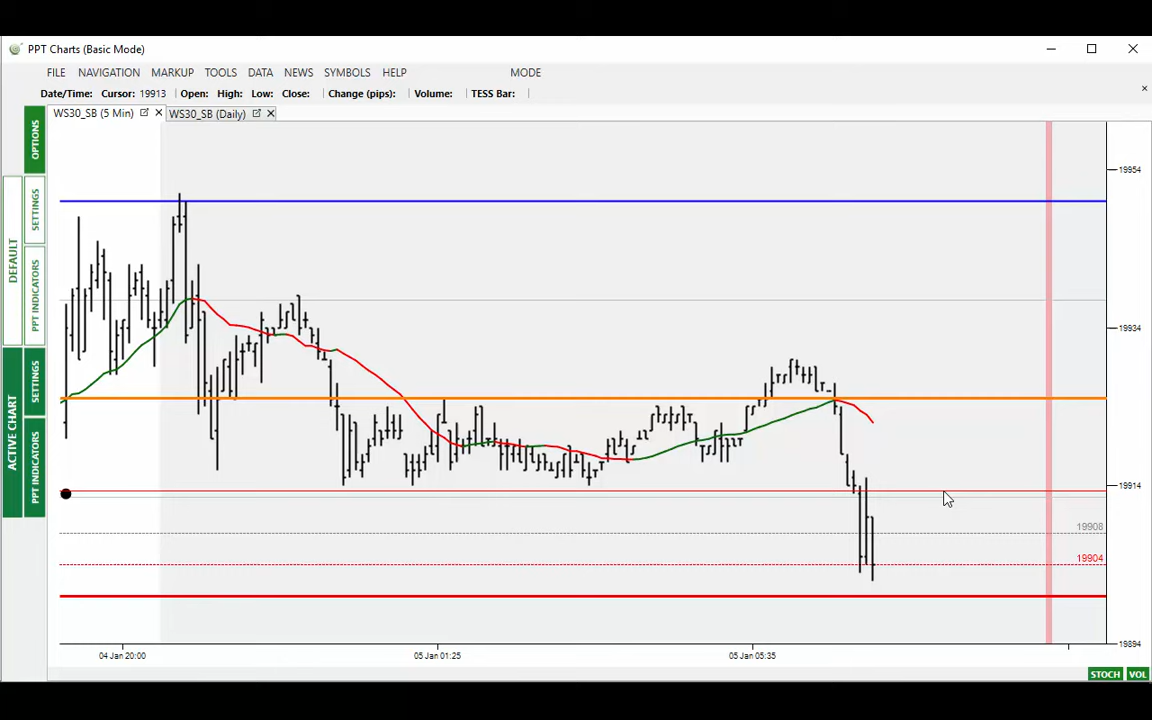 PPT Charts (Basic Mode)
FILE NAVIGATION MARKUP TOOLS DATA NEWS SYMBOLS HELP MODE
Date/Time: Cursor: 19913 Open: High: Low: Close: Change (pips): Volume: TESS Bar:
WS30_SB (5 Min) WS30_SB (Daily)
OPTIONS
SETTINGS
PPT INDICATORS
DEFAULT
SETTINGS
PPT INDICATORS
ACTIVE CHART
19954
19934
19914
19908
19904
19894
04 Jan 20:00 05 Jan 01:25 05 Jan 05:35
STOCH VOL